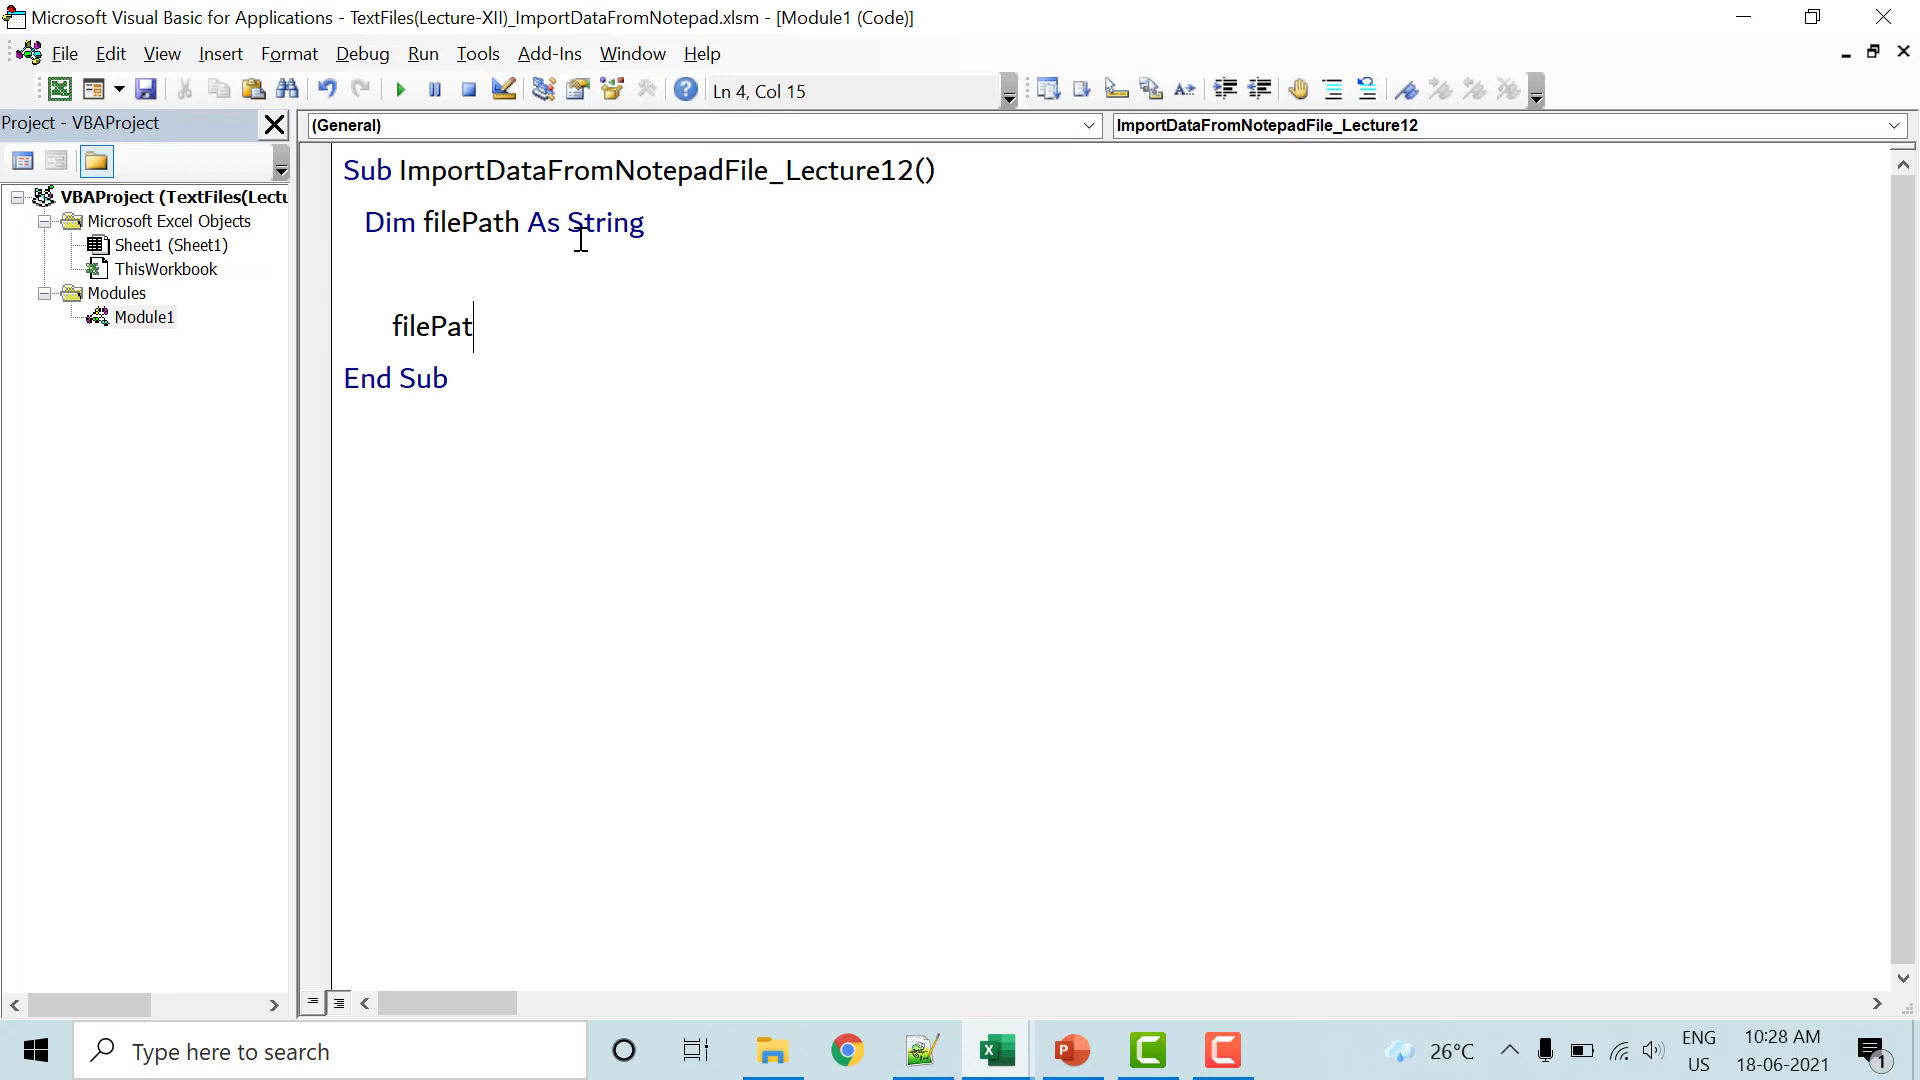 Microsoft Visual Basic for Applications - TextFiles(Lecture-XII)_ImportDataFromNotepad.xlsm - [Module1 (Code)]
File Edit View Insert Format Debug Run Tools Add-Ins Window Help
Ln 4, Col 15
Project - VBAProject
(General)
ImportDataFromNotepadFile_Lecture12
VBAProject (TextFiles(Lectu
Microsoft Excel Objects
Sheet1 (Sheet1)
ThisWorkbook
Modules
Module1
Sub ImportDataFromNotepadFile_Lecture12()
Dim filePath As String
filePat
End Sub
Type here to search
26°C
ENG
US
10:28 AM
18-06-2021
1